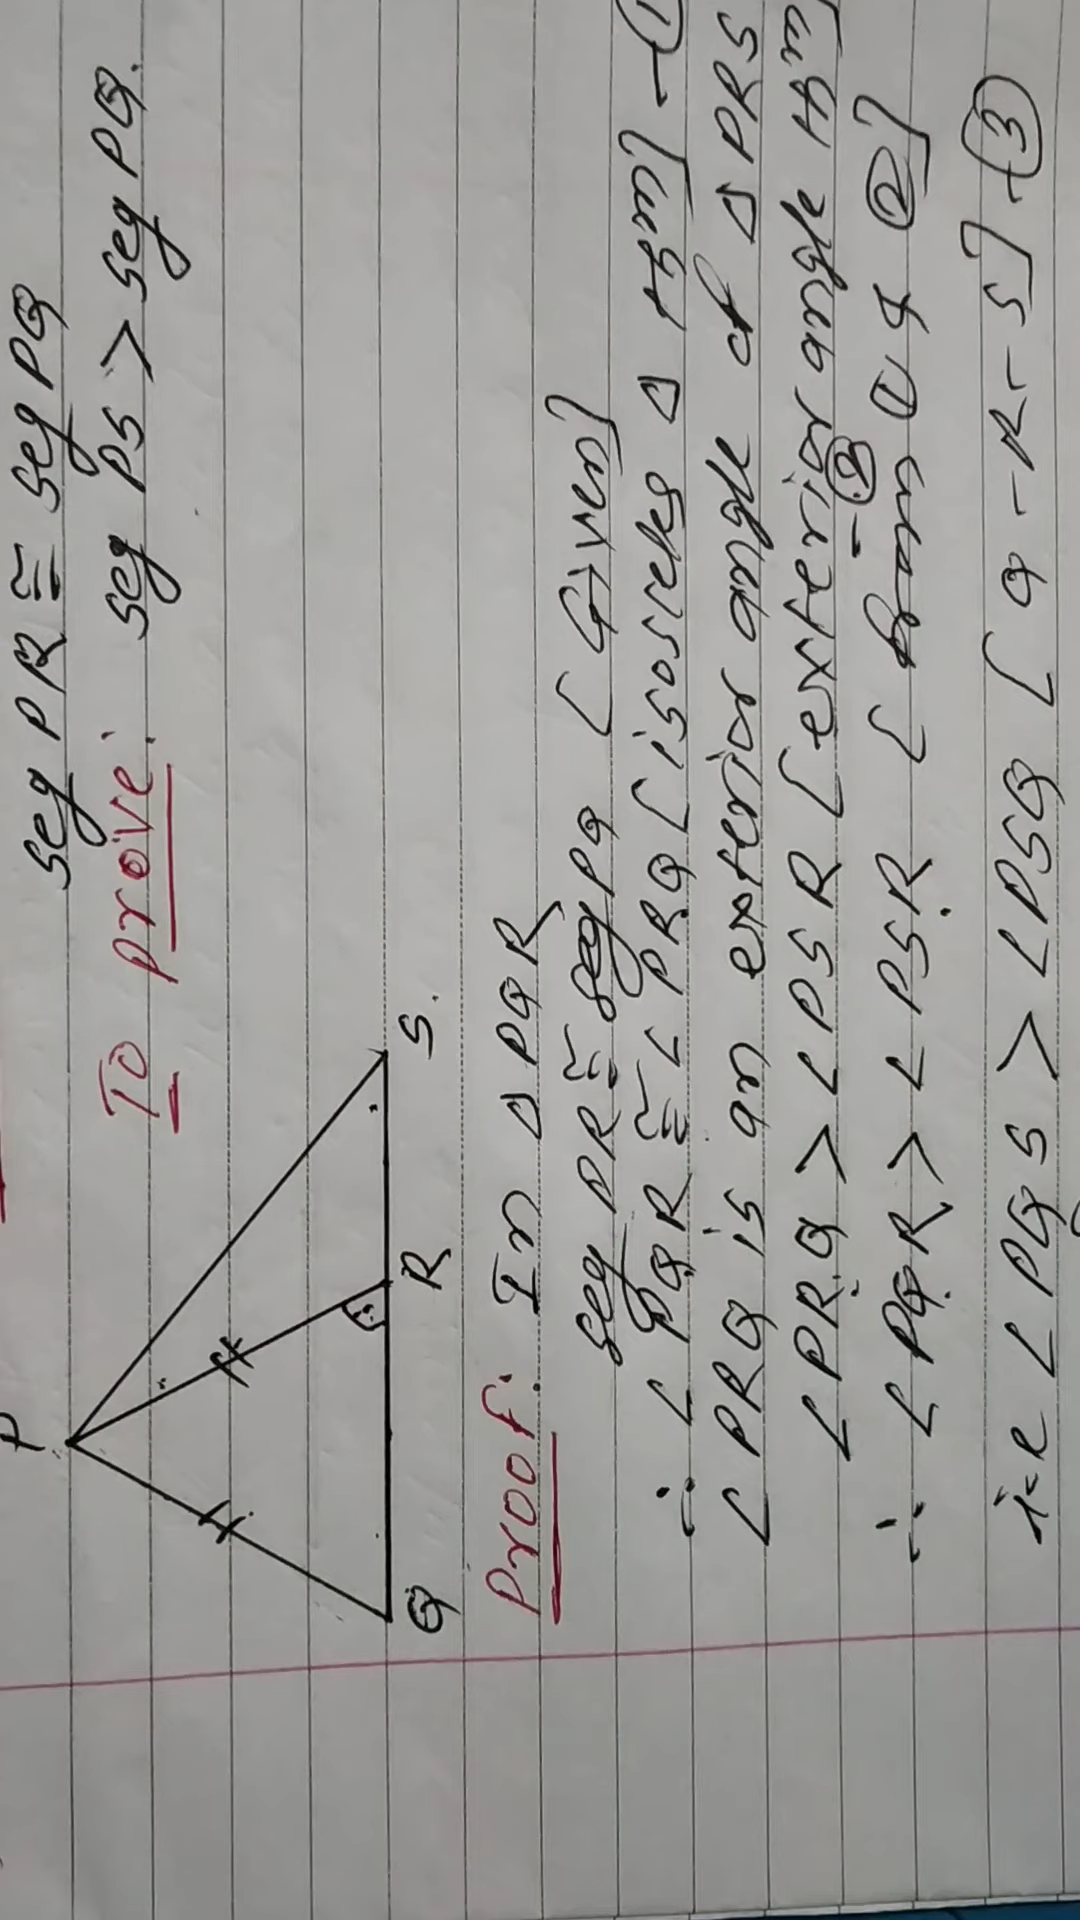 seg PR ≅ seg PQ
To prove: seg PS > seg PQ.
P
Q R S.
Proof: In △PQR
seg PR ≅ seg PQ [Given]
∴ ∠PQR ≅ ∠PRQ [isosceles △ thm] - ①
∠PRQ is an exterior angle of △PRS
∠PRQ > ∠PSR [exterior angle thm]
- ②
∴ ∠PQR > ∠PSR [from ① & ②]
i.e ∠PQS > ∠PSQ [Q-R-S] - ③